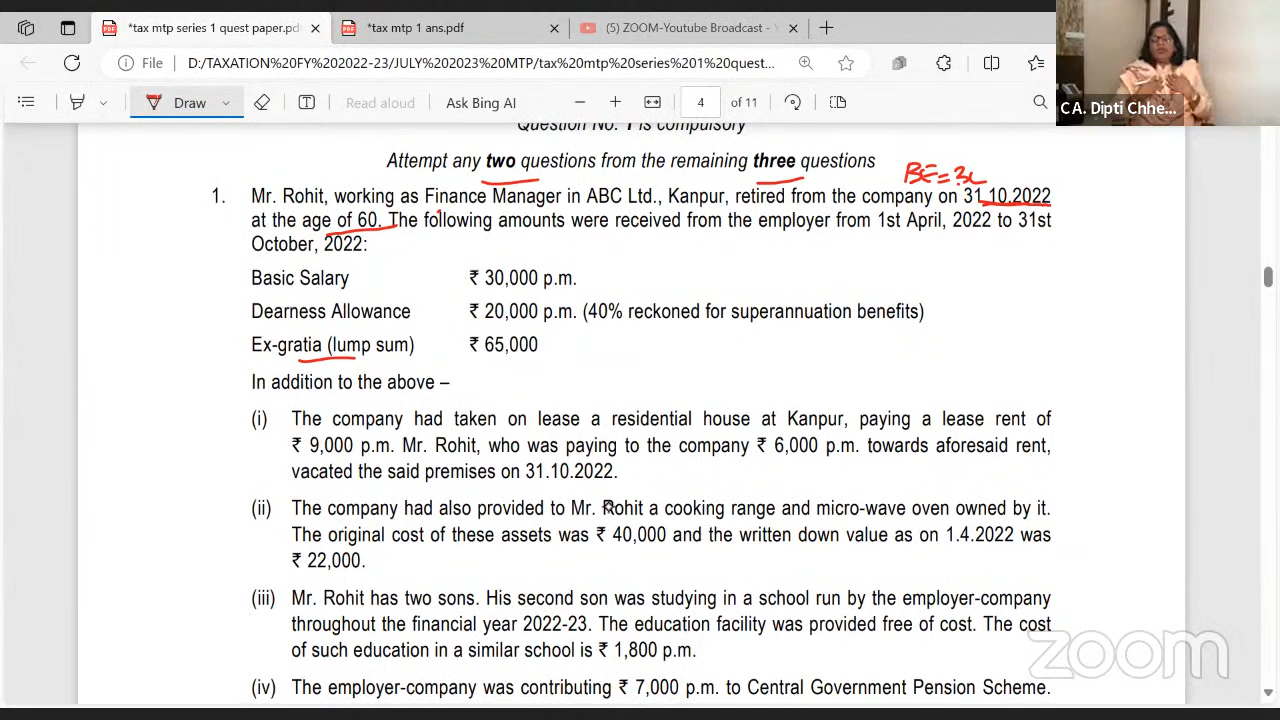 *tax mtp series 1 quest paper.pd
*tax mtp 1 ans.pdf
(5) ZOOM-Youtube Broadcast -
File
D:/TAXATION%20FY%202022-23/JULY%202023%20MTP/tax%20mtp%20series%201%20quest...
Draw
Read aloud
Ask Bing AI
4
of 11
CA. Dipti Chhe...
Question No. 1 is compulsory
Attempt any two questions from the remaining three questions
1. Mr. Rohit, working as Finance Manager in ABC Ltd., Kanpur, retired from the company on 31.10.2022
at the age of 60. The following amounts were received from the employer from 1st April, 2022 to 31st
October, 2022:
Basic Salary ₹ 30,000 p.m.
Dearness Allowance ₹ 20,000 p.m. (40% reckoned for superannuation benefits)
Ex-gratia (lump sum) ₹ 65,000
In addition to the above –
(i) The company had taken on lease a residential house at Kanpur, paying a lease rent of
₹ 9,000 p.m. Mr. Rohit, who was paying to the company ₹ 6,000 p.m. towards aforesaid rent,
vacated the said premises on 31.10.2022.
(ii) The company had also provided to Mr. Rohit a cooking range and micro-wave oven owned by it.
The original cost of these assets was ₹ 40,000 and the written down value as on 1.4.2022 was
₹ 22,000.
(iii) Mr. Rohit has two sons. His second son was studying in a school run by the employer-company
throughout the financial year 2022-23. The education facility was provided free of cost. The cost
of such education in a similar school is ₹ 1,800 p.m.
(iv) The employer-company was contributing ₹ 7,000 p.m. to Central Government Pension Scheme.
zoom